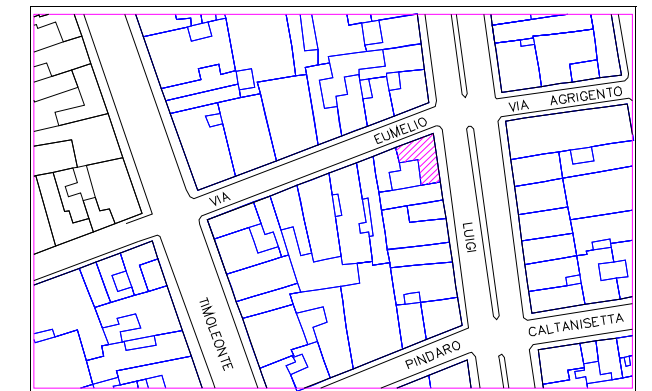 VIA AGRIGENTO
VIA EUMELIO
LUIGI
TIMOLEONTE
CALTANISETTA
PINDARO